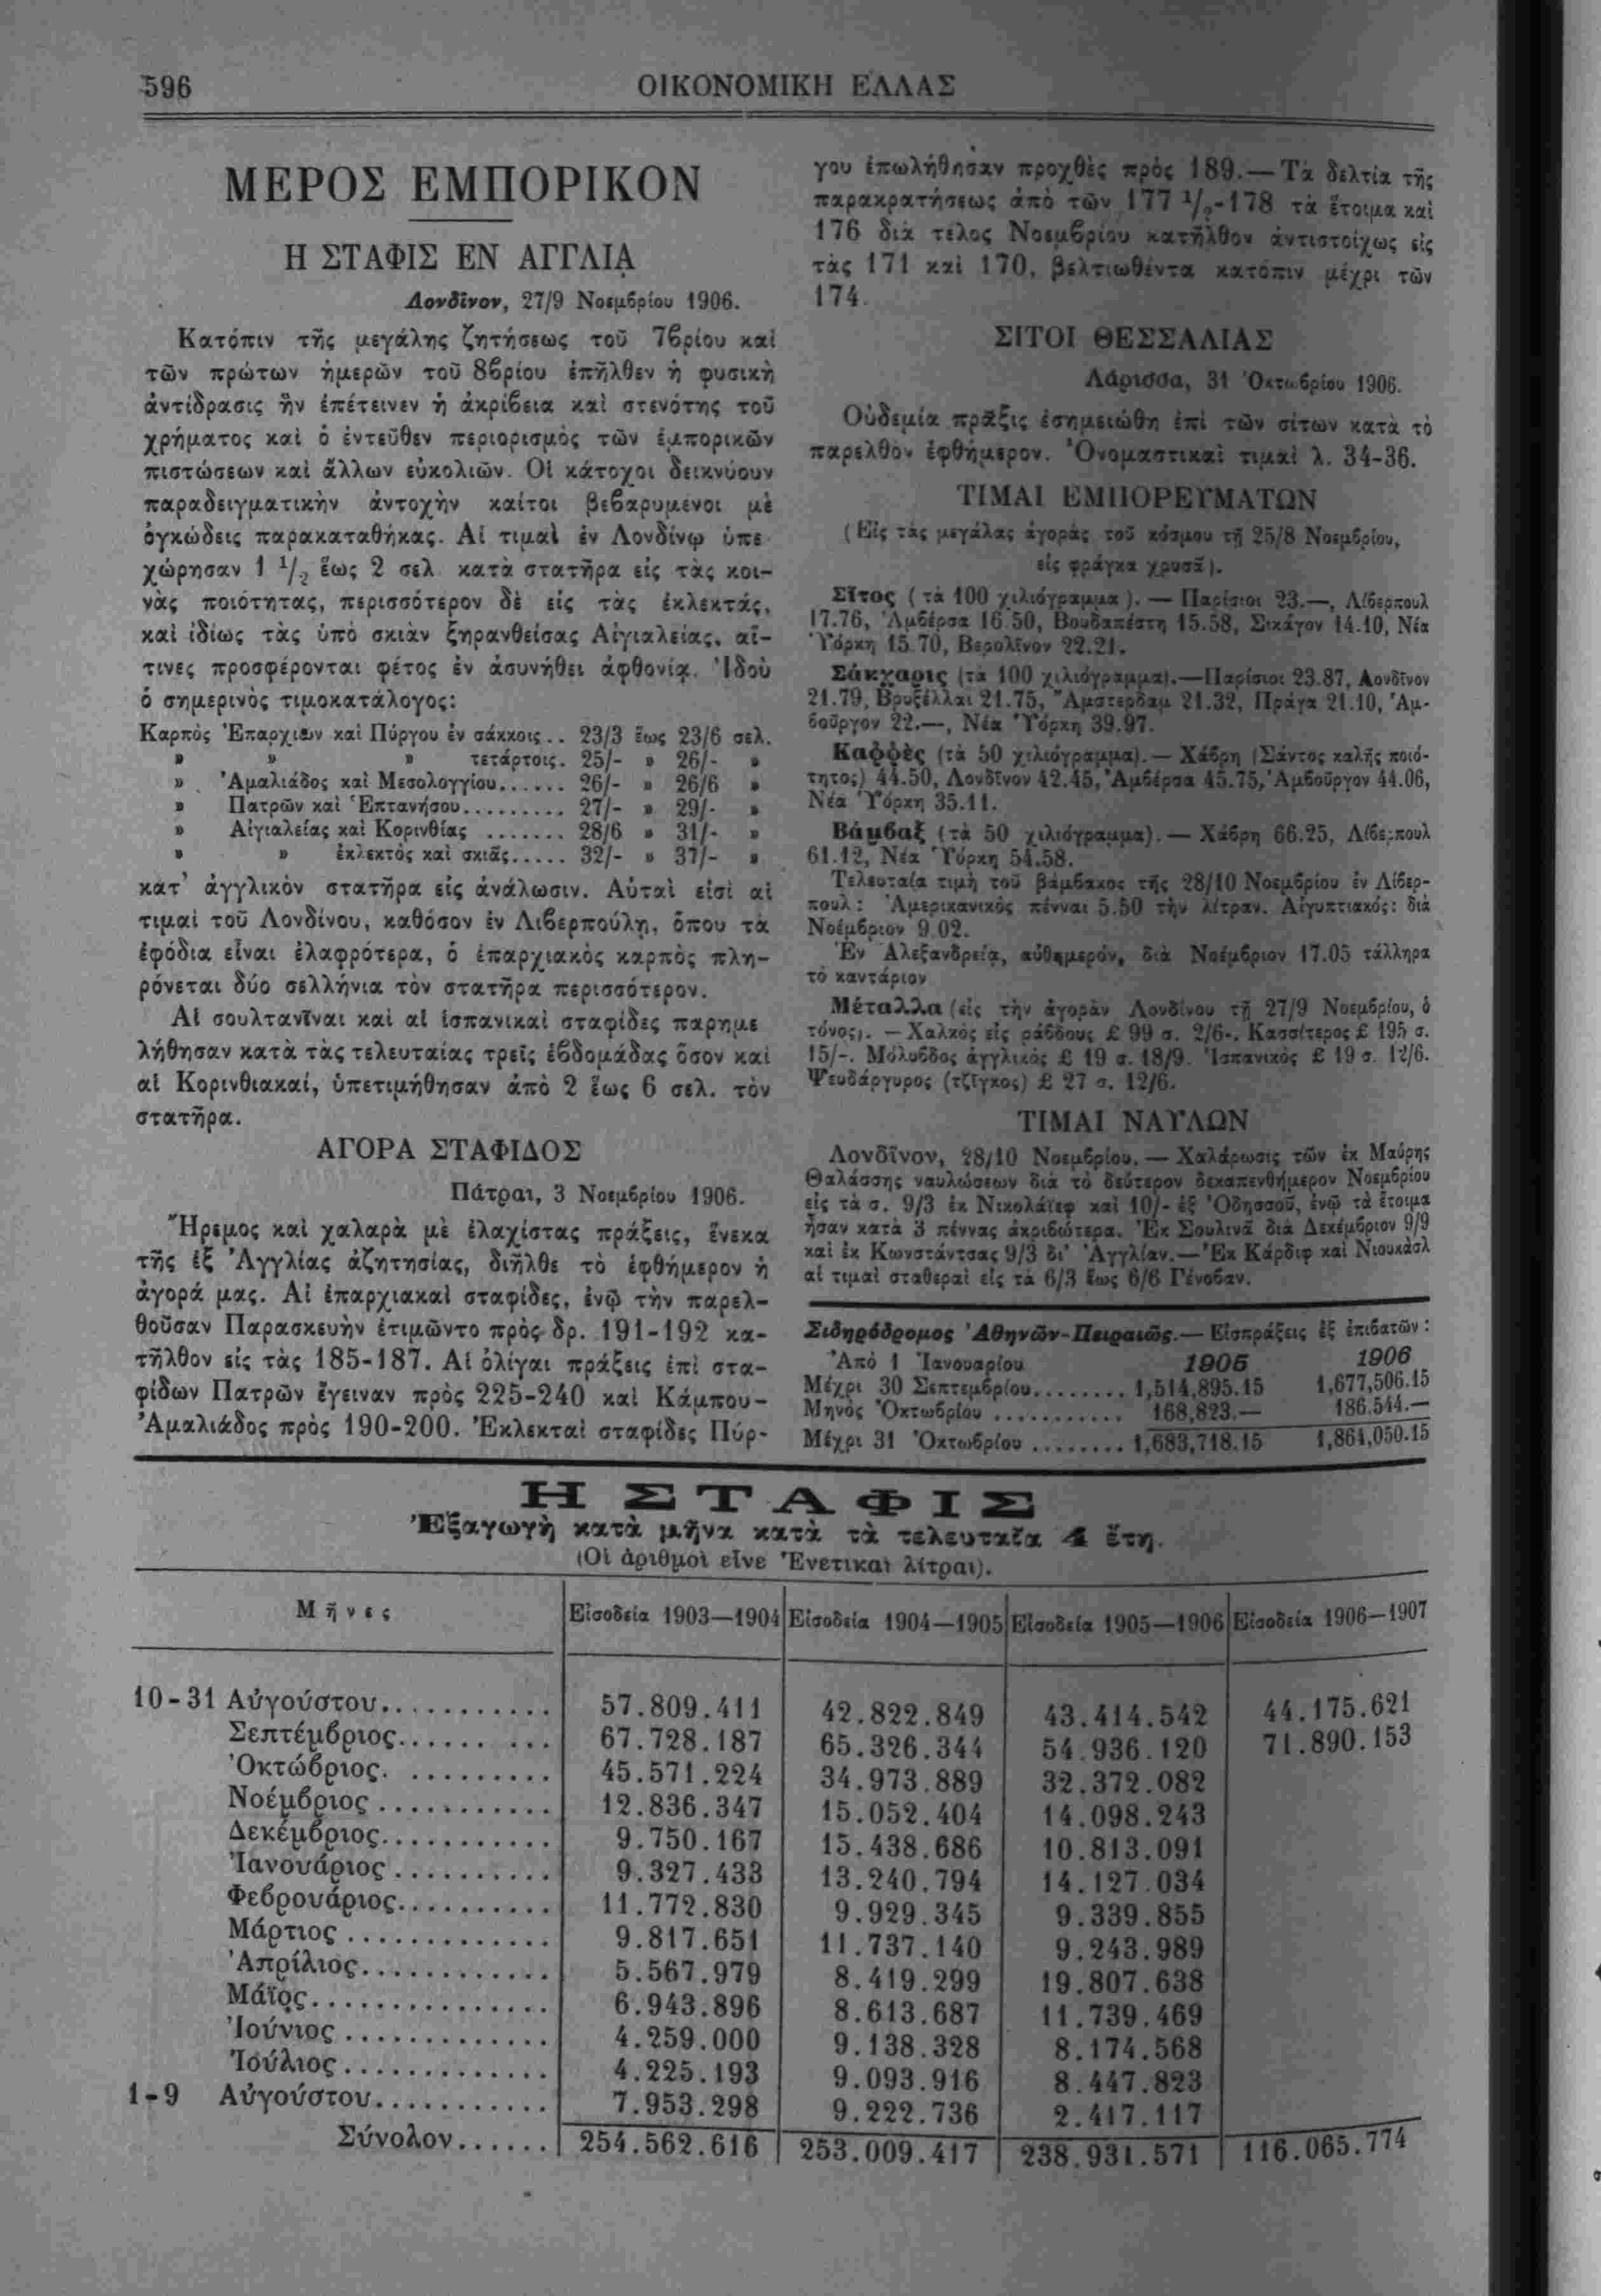 596
ΟΙΚΟΝΟΜΙΚΗ ΕΛΛΑΣ
ΜΕΡΟΣ ΕΜΠΟΡΙΚΟΝ
Η ΣΤΑΦΙΣ ΕΝ ΑΓΓΛΙᾼ
Λονδῖνον, 27/9 Νοεμβρίου 1906.
Κατόπιν τῆς μεγάλης ζητήσεως τοῦ 7βρίου καὶ
τῶν πρώτων ἡμερῶν τοῦ 8βρίου ἐπῆλθεν ἡ φυσικὴ
ἀντίδρασις ἣν ἐπέτεινεν ἡ ἀκρίβεια καὶ στενότης τοῦ
χρήματος καὶ ὁ ἐντεῦθεν περιορισμὸς τῶν ἐμπορικῶν
πιστώσεων καὶ ἄλλων εὐκολιῶν. Οἱ κάτοχοι δεικνύουν
παραδειγματικὴν ἀντοχὴν καίτοι βεβαρυμένοι μὲ
ὀγκώδεις παρακαταθήκας. Αἱ τιμαὶ ἐν Λονδίνῳ ὑπε
χώρησαν 1 1/2 ἕως 2 σελ κατὰ στατῆρα εἰς τὰς κοι-
νὰς ποιότητας, περισσότερον δὲ εἰς τὰς ἐκλεκτάς,
καὶ ἰδίως τὰς ὑπὸ σκιὰν ξηρανθείσας Αἰγιαλείας, αἵ-
τινες προσφέρονται φέτος ἐν ἀσυνήθει ἀφθονίᾳ. Ἰδοὺ
ὁ σημερινὸς τιμοκατάλογος:
Καρπὸς Ἐπαρχιῶν καὶ Πύργου ἐν σάκκοις.. 23/3 ἕως 23/6 σελ.
» » » τετάρτοις. 25/- » 26/- »
» Ἀμαλιάδος καὶ Μεσολογγίου...... 26/- » 26/6 »
» Πατρῶν καὶ Ἑπτανήσου.......... 27/- » 29/- »
» Αἰγιαλείας καὶ Κορινθίας ....... 28/6 » 31/- »
» » ἐκλεκτὸς καὶ σκιᾶς..... 32/- » 37/- »
κατ' ἀγγλικὸν στατῆρα εἰς ἀνάλωσιν. Αὐταὶ εἰσὶ αἱ
τιμαὶ τοῦ Λονδίνου, καθόσον ἐν Λιβερπούλῃ, ὅπου τὰ
ἐφόδια εἶναι ἐλαφρότερα, ὁ ἐπαρχιακὸς καρπὸς πλη-
ρόνεται δύο σελλήνια τὸν στατῆρα περισσότερον.
Αἱ σουλτανῖναι καὶ αἱ ἱσπανικαὶ σταφίδες παρημε
λήθησαν κατὰ τὰς τελευταίας τρεῖς ἑβδομάδας ὅσον καὶ
αἱ Κορινθιακαί, ὑπετιμήθησαν ἀπὸ 2 ἕως 6 σελ. τὸν
στατῆρα.
ΑΓΟΡΑ ΣΤΑΦΙΔΟΣ
Πάτραι, 3 Νοεμβρίου 1906.
Ἤρεμος καὶ χαλαρὰ μὲ ἐλαχίστας πράξεις, ἕνεκα
τῆς ἐξ Ἀγγλίας ἀζητησίας, διῆλθε τὸ ἑφθήμερον ἡ
ἀγορά μας. Αἱ ἐπαρχιακαὶ σταφίδες, ἐνῷ τὴν παρελ-
θοῦσαν Παρασκευὴν ἐτιμῶντο πρὸς δρ. 191-192 κα-
τῆλθον εἰς τὰς 185-187. Αἱ ὀλίγαι πράξεις ἐπὶ στα-
φίδων Πατρῶν ἔγειναν πρὸς 225-240 καὶ Κάμπου-
Ἀμαλιάδος πρὸς 190-200. Ἐκλεκταὶ σταφίδες Πύρ-
γου ἐπωλήθησαν προχθὲς πρὸς 189.— Τὰ δελτία τῆς
παρακρατήσεως ἀπὸ τῶν 177 1/2-178 τὰ ἕτοιμα καὶ
176 διὰ τέλος Νοεμβρίου κατῆλθον ἀντιστοίχως εἰς
τὰς 171 καὶ 170, βελτιωθέντα κατόπιν μέχρι τῶν
174.
ΣΙΤΟΙ ΘΕΣΣΑΛΙΑΣ
Λάρισσα, 31 Ὀκτωβρίου 1906.
Οὐδεμία πρᾶξις ἐσημειώθη ἐπὶ τῶν σίτων κατὰ τὸ
παρελθὸν ἑφθήμερον. Ὀνομαστικαὶ τιμαὶ λ. 34-36.
ΤΙΜΑΙ ΕΜΠΟΡΕΥΜΑΤΩΝ
(Εἰς τὰς μεγάλας ἀγορὰς τοῦ κόσμου τῇ 25/8 Νοεμβρίου,
εἰς φράγκα χρυσᾶ).
Σῖτος (τὰ 100 χιλιόγραμμα). — Παρίσιοι 23.—, Λίβερπουλ
17.76, Ἀμβέρσα 16.50, Βουδαπέστη 15.58, Σικάγον 14.10, Νέα
Ὑόρκη 15.70, Βερολῖνον 22.21.
Σάκχαρις (τὰ 100 χιλιόγραμμα).—Παρίσιοι 23.87, Λονδῖνον
21.79, Βρυξέλλαι 21.75, Ἄμστερδαμ 21.32, Πράγα 21.10, Ἀμ-
βοῦργον 22.—, Νέα Ὑόρκη 39.97.
Καφφὲς (τὰ 50 χιλιόγραμμα). — Χάβρη (Σάντος καλῆς ποιό-
τητος) 44.50, Λονδῖνον 42.45, Ἀμβέρσα 45.75, Ἀμβοῦργον 44.06,
Νέα Ὑόρκη 35.11.
Βάμβαξ (τὰ 50 χιλιόγραμμα). — Χάβρη 66.25, Λίβερπουλ
61.12, Νέα Ὑόρκη 54.58.
Τελευταία τιμὴ τοῦ βάμβακος τῆς 28/10 Νοεμβρίου ἐν Λίβερ-
πουλ: Ἀμερικανικὸς πένναι 5.50 τὴν λίτραν. Αἰγυπτιακός: διὰ
Νοέμβριον 9.02.
Ἐν Ἀλεξανδρείᾳ, αὐθημερόν, διὰ Νοέμβριον 17.05 τάλληρα
τὸ καντάριον
Μέταλλα (εἰς τὴν ἀγορὰν Λονδίνου τῇ 27/9 Νοεμβρίου, ὁ
τόνος). — Χαλκὸς εἰς ράβδους £ 99 σ. 2/6-. Κασσίτερος £ 195 σ.
15/-. Μόλυβδος ἀγγλικὸς £ 19 σ. 18/9. Ἱσπανικὸς £ 19 σ. 12/6.
Ψευδάργυρος (τζῖγκος) £ 27 σ. 12/6.
ΤΙΜΑΙ ΝΑΥΛΩΝ
Λονδῖνον, 28/10 Νοεμβρίου. — Χαλάρωσις τῶν ἐκ Μαύρης
Θαλάσσης ναυλώσεων διὰ τὸ δεύτερον δεκαπενθήμερον Νοεμβρίου
εἰς τὰ σ. 9/3 ἐκ Νικολάϊεφ καὶ 10/- ἐξ Ὀδησσοῦ, ἐνῷ τὰ ἕτοιμα
ἦσαν κατὰ 3 πέννας ἀκριβώτερα. Ἐκ Σουλινᾶ διὰ Δεκέμβριον 9/9
καὶ ἐκ Κωνστάντσας 9/3 δι' Ἀγγλίαν.—Ἐκ Κάρδιφ καὶ Νιουκάσλ
αἱ τιμαὶ σταθεραὶ εἰς τὰ 6/3 ἕως 6/6 Γένοβαν.
Σιδηρόδρομος Ἀθηνῶν-Πειραιῶς.— Εἰσπράξεις ἐξ ἐπιβατῶν:
Ἀπὸ 1 Ἰανουαρίου 1905 1906
Μέχρι 30 Σεπτεμβρίου........ 1,514,895.15 1,677,506.15
Μηνὸς Ὀκτωβρίου ........... 168,823.— 186.544.—
Μέχρι 31 Ὀκτωβρίου ........ 1,683,718.15 1,864,050.15
Η ΣΤΑΦΙΣ
Ἐξαγωγὴ κατὰ μῆνα κατὰ τὰ τελευταῖα 4 ἔτη.
(Οἱ ἀριθμοὶ εἶνε Ἑνετικαὶ λίτραι).
Μῆνες Εἰσοδεία 1903—1904 Εἰσοδεία 1904—1905 Εἰσοδεία 1905—1906 Εἰσοδεία 1906—1907
10-31 Αὐγούστου........... 57.809.411 42.822.849 43.414.542 44.175.621
Σεπτέμβριος...... ... 67.728.187 65.326.344 54.936.120 71.890.153
Ὀκτώβριος. ......... 45.571.224 34.973.889 32.372.082
Νοέμβριος ........... 12.836.347 15.052.404 14.098.243
Δεκέμβριος........... 9.750.167 15.438.686 10.813.091
Ἰανουάριος .......... 9.327.433 13.240.794 14.127.034
Φεβρουάριος.......... 11.772.830 9.929.345 9.339.855
Μάρτιος ............. 9.817.651 11.737.140 9.243.989
Ἀπρίλιος............ 5.567.979 8.419.299 19.807.638
Μάϊος............... 6.943.896 8.613.687 11.739.469
Ἰούνιος ............. 4.259.000 9.138.328 8.174.568
Ἰούλιος ............. 4.225.193 9.093.916 8.447.823
1-9 Αὐγούστου........... 7.953.298 9.222.736 2.417.117
Σύνολον...... 254.562.616 253.009.417 238.931.571 116.065.774